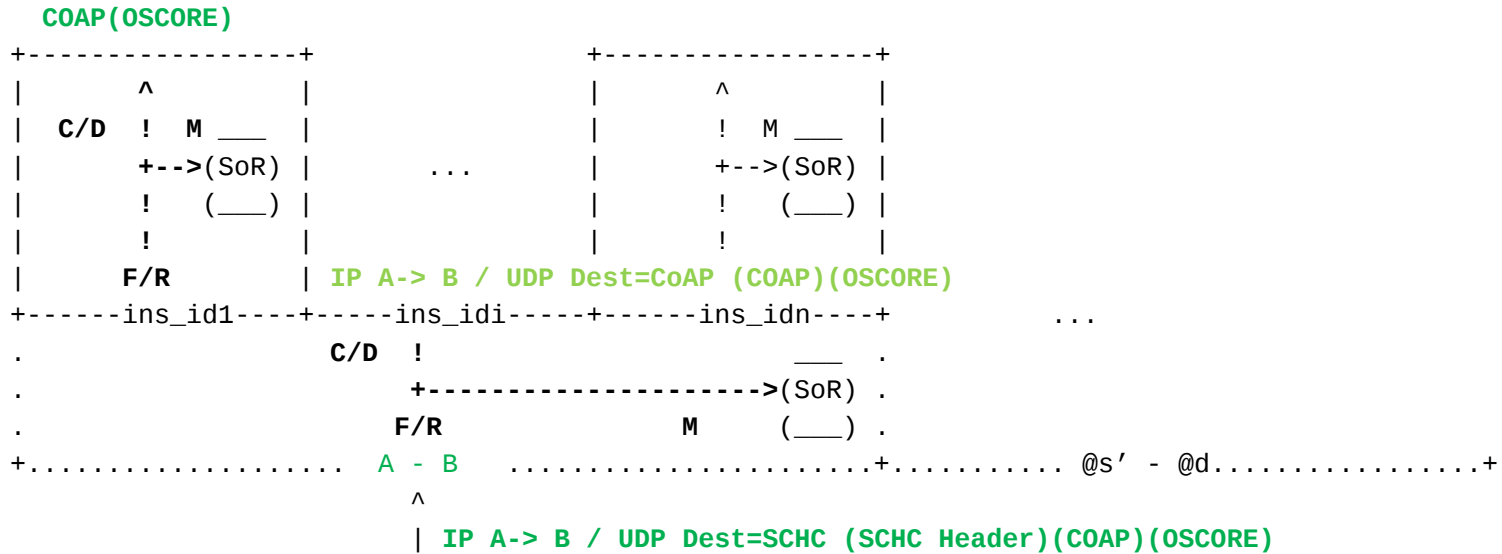 COAP(OSCORE)
+-----------------+                 +----------------+
|       ^         |                 |       ^        |
|  C/D  !  M ___  |                 |       !  M ___ |
|       +-->(SoR) |       ...       |       +-->(SoR) |
|       !   (___) |                 |       !   (___) |
|       !         |                 |       !        |
|      F/R        | IP A-> B / UDP Dest=CoAP (COAP)(OSCORE)
+------ins_id1----+-----ins_idi-----+------ins_idn----+          ...
.                   C/D  !                       ___  .
.                        +--------------------->(SoR) .
.                       F/R               M     (___) .
+.................... A - B  .......................+........... @s’ - @d.................+
^
| IP A-> B / UDP Dest=SCHC (SCHC Header)(COAP)(OSCORE)